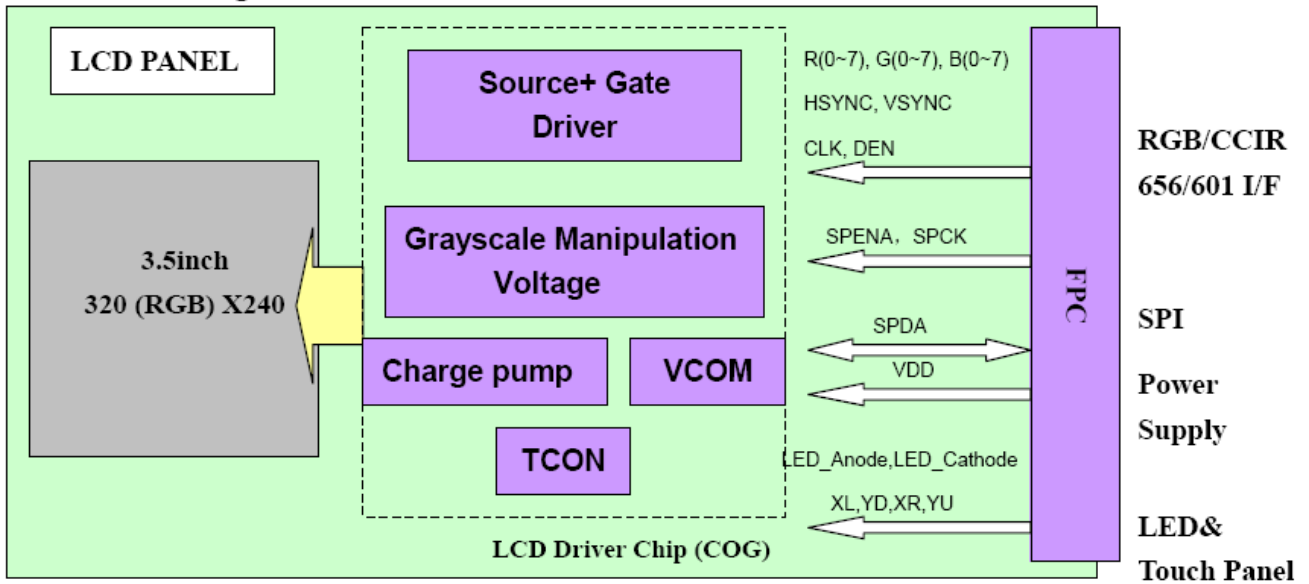 LCD PANEL
3.5inch
320 (RGB) X240
Source+ Gate
Driver
Grayscale Manipulation
Voltage
Charge pump
VCOM
TCON
LCD Driver Chip (COG)
R(0~7), G(0~7), B(0~7)
HSYNC, VSYNC
CLK, DEN
SPENA，SPCK
SPDA
VDD
LED_Anode,LED_Cathode
XL,YD,XR,YU
FPC
RGB/CCIR
656/601 I/F
SPI
Power
Supply
LED&
Touch Panel